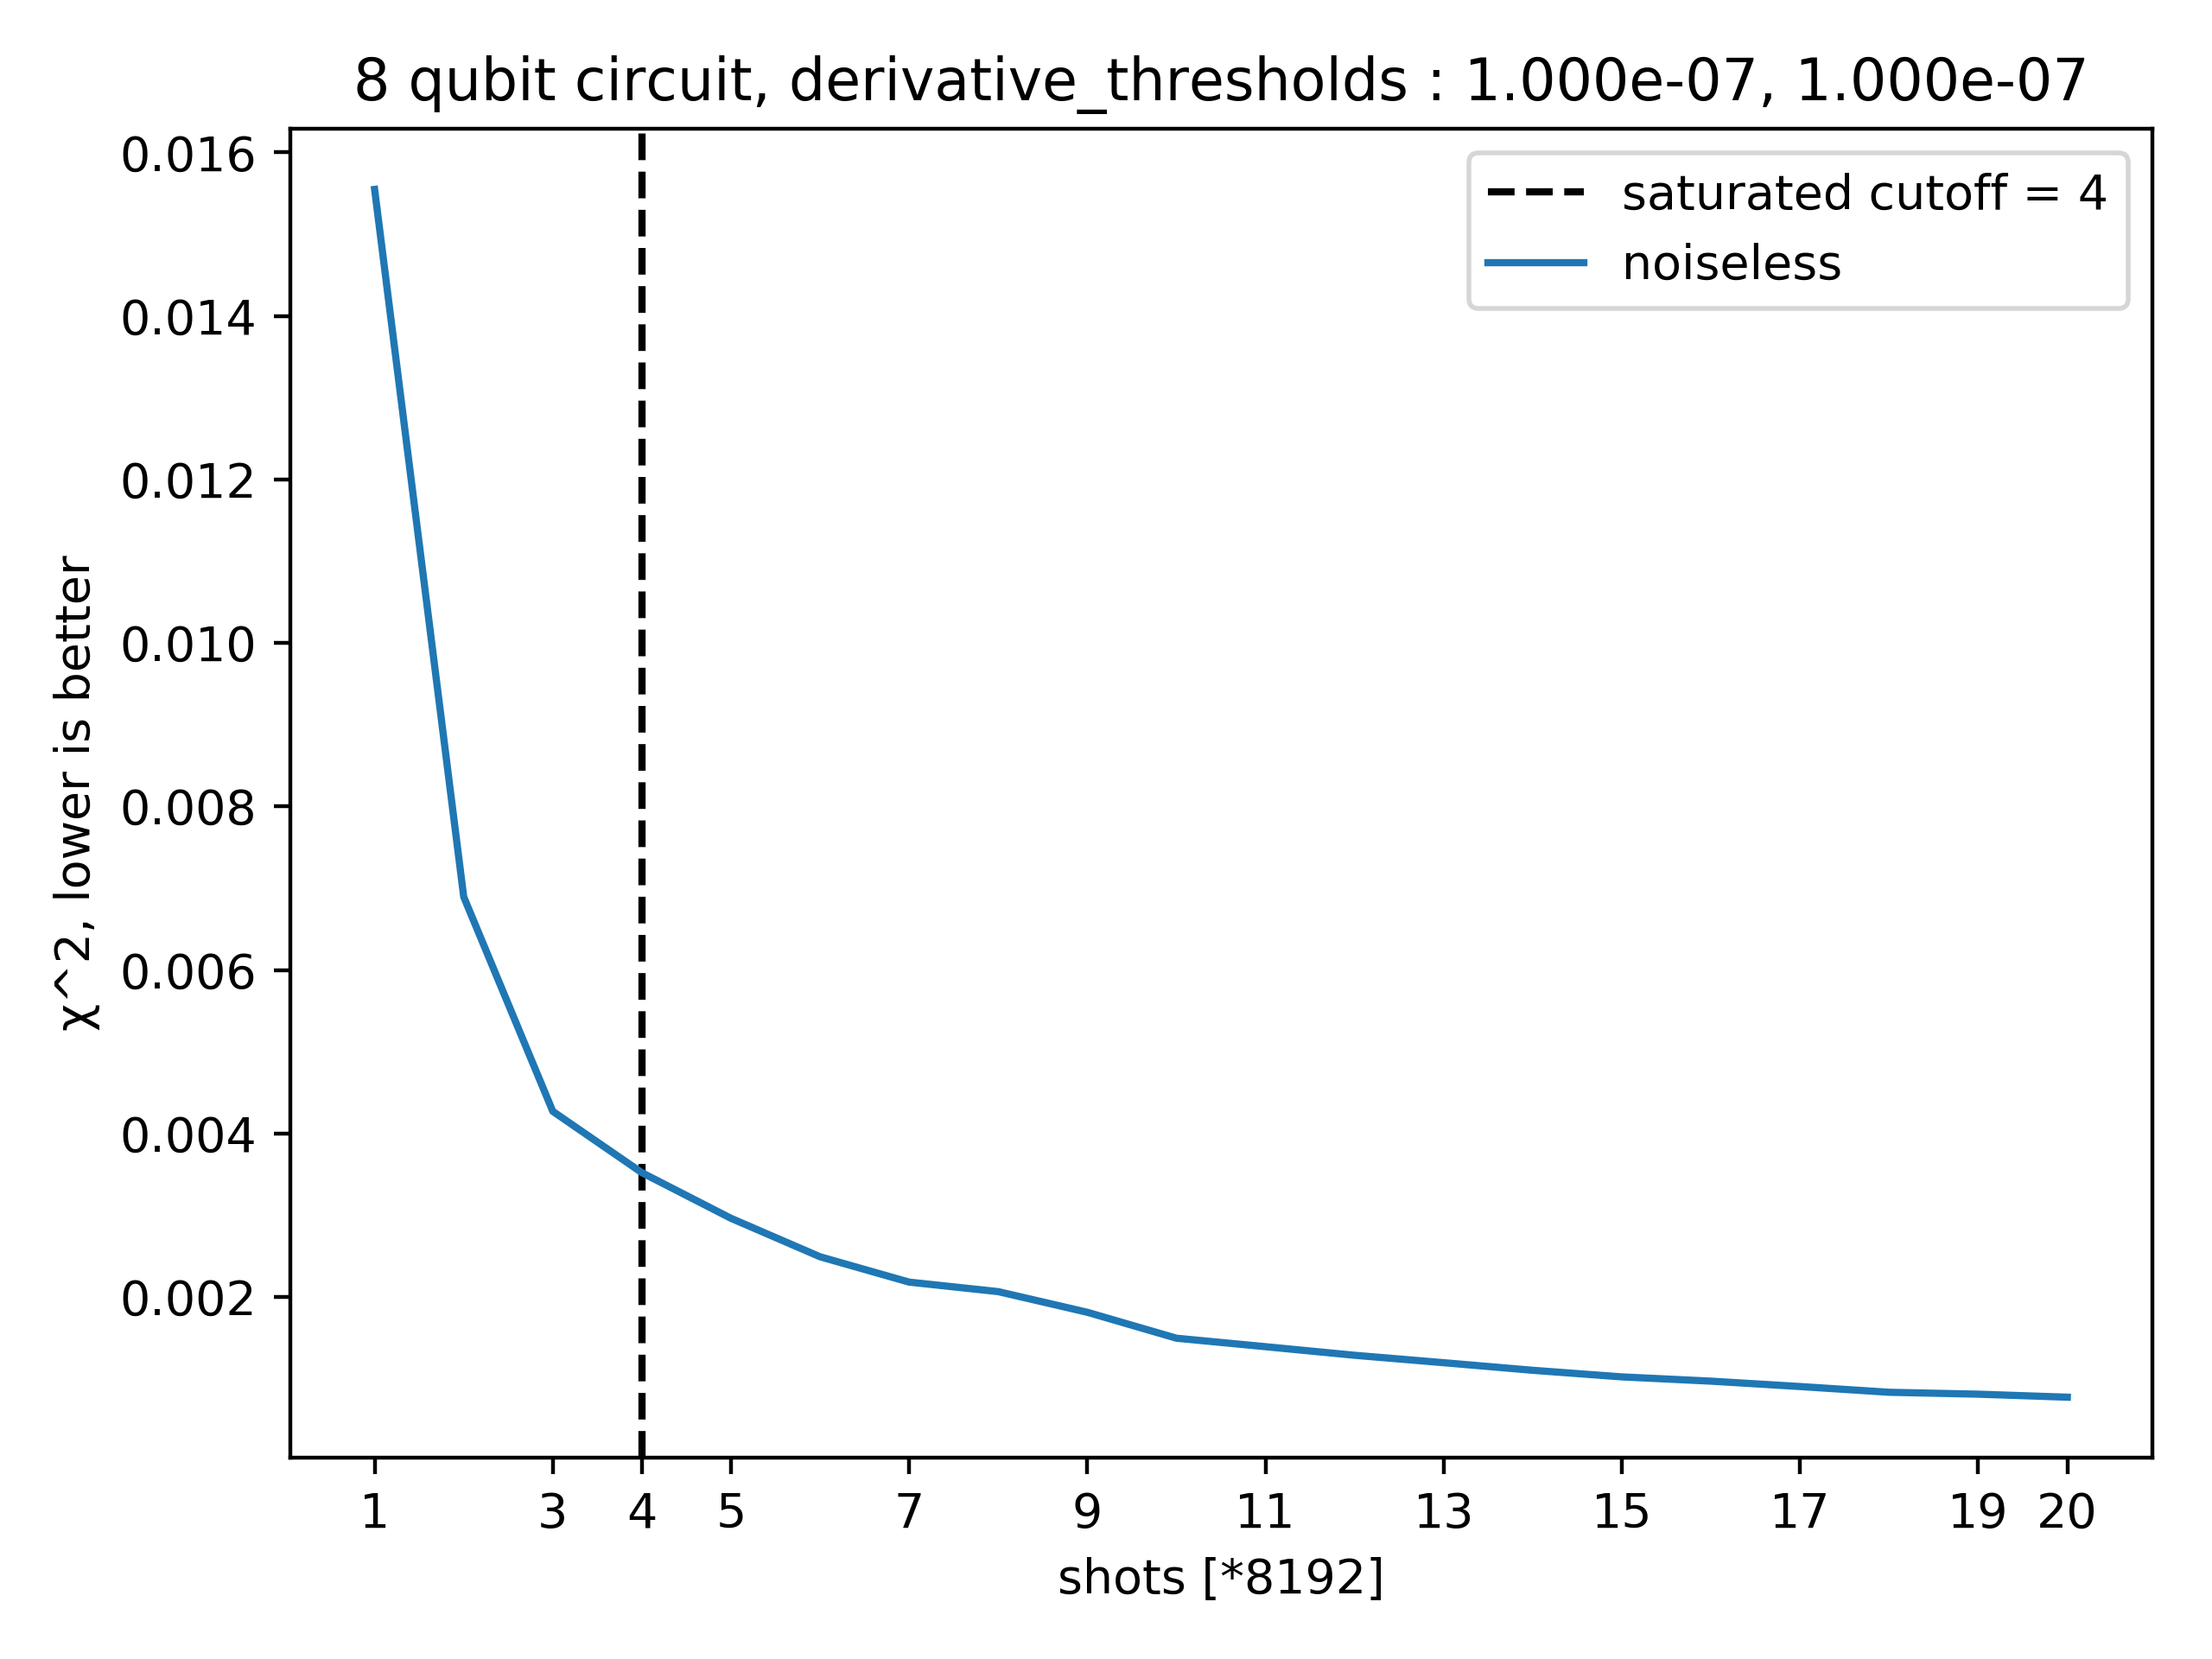 8 qubit circuit, derivative_thresholds : 1.000e-07, 1.000e-07
saturated cutoff = 4
noiseless
χ^2, lower is better
0.016
0.014
0.012
0.010
0.008
0.006
0.004
0.002
1 3 4 5 7 9 11 13 15 17 19 20
shots [*8192]